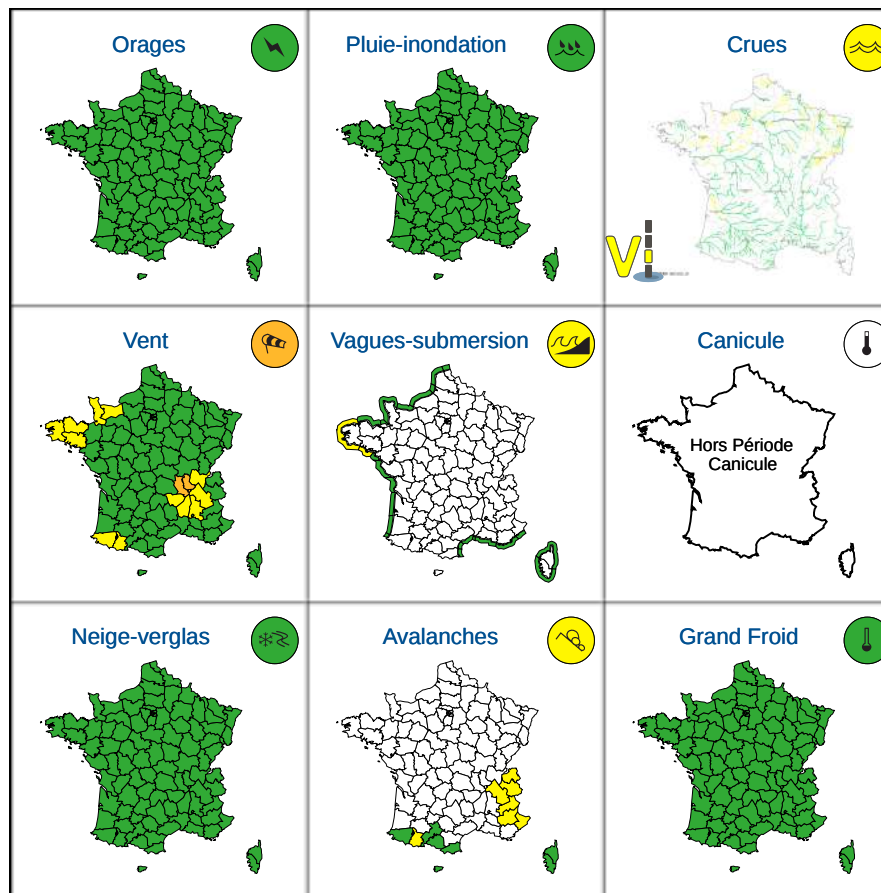 Orages
Pluie-inondation
Crues
Vent
Vagues-submersion
Canicule
Hors Période
Canicule
Neige-verglas
Avalanches
Grand Froid